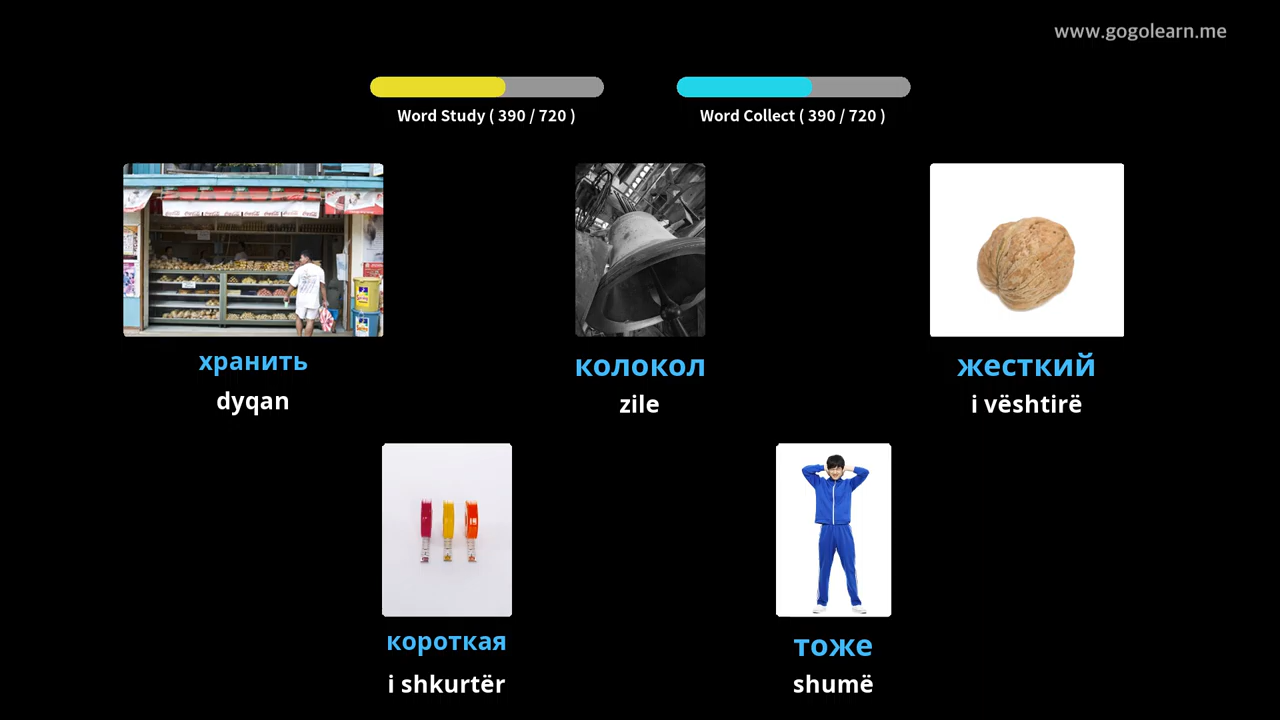 www.gogolearn.me
Word Study ( 390 / 720 )
Word Collect ( 390 / 720 )
хранить
dyqan
колокол
zile
жесткий
i vështirë
короткая
i shkurtër
тоже
shumë